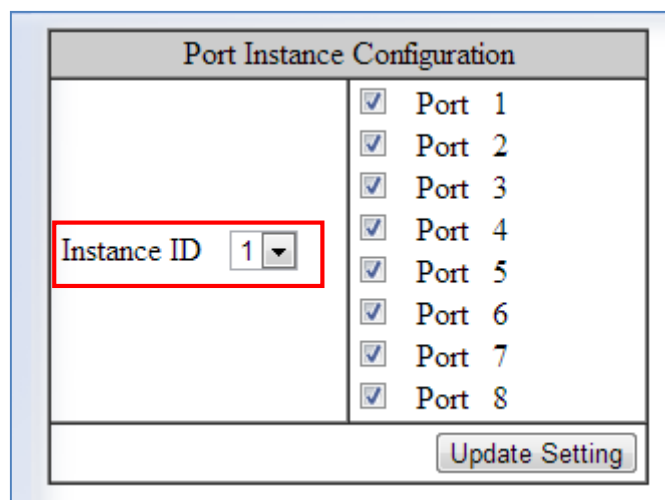 Port Instance Configuration
Instance ID 1
Port 1
Port 2
Port 3
Port 4
Port 5
Port 6
Port 7
Port 8
Update Setting